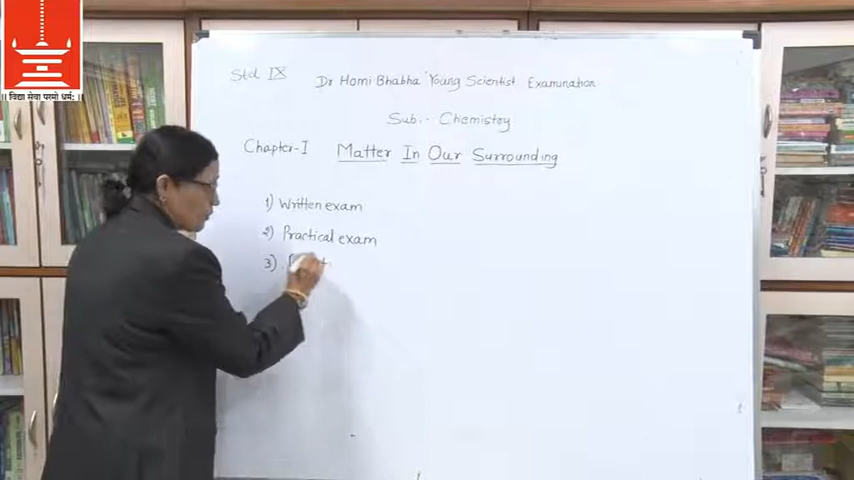 || विद्या सेवा परमो धर्मः ||
Std IX Dr Homi Bhabha Young Scientist Examination
Sub:- Chemistry
Chapter-I Matter In Our Surrounding
1) Written exam
2) Practical exam
3)